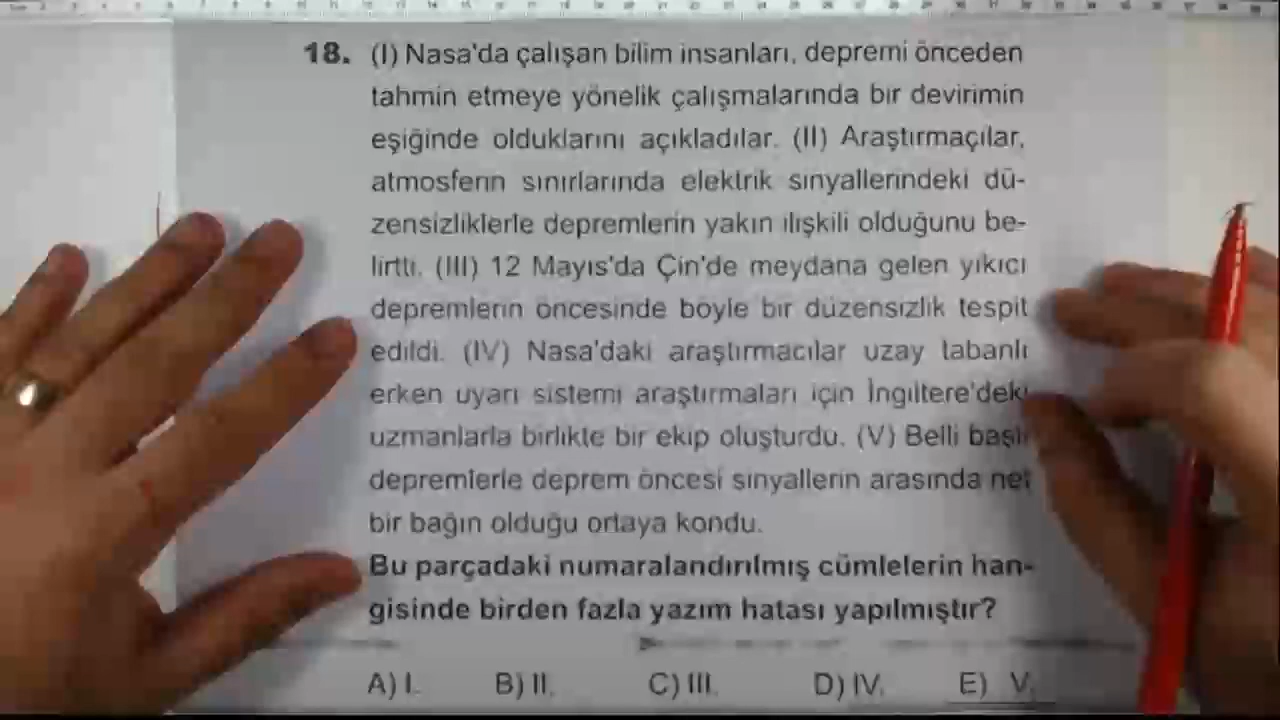 18. (I) Nasa'da çalışan bilim insanları, depremi önceden
tahmin etmeye yönelik çalışmalarında bir devirimin
eşiğinde olduklarını açıkladılar. (II) Araştırmaçılar,
atmosferin sınırlarında elektrik sinyallerindeki dü-
zensizliklerle depremlerin yakın ilişkili olduğunu be-
lirtti. (III) 12 Mayıs'da Çin'de meydana gelen yıkıcı
depremlerin öncesinde böyle bir düzensizlik tespit
edildi. (IV) Nasa'daki araştırmacılar uzay tabanlı
erken uyarı sistemi araştırmaları için İngiltere'deki
uzmanlarla birlikte bir ekip oluşturdu. (V) Belli başlı
depremlerle deprem öncesi sinyallerin arasında net
bir bağın olduğu ortaya kondu.
Bu parçadaki numaralandırılmış cümlelerin han-
gisinde birden fazla yazım hatası yapılmıştır?
A) I. B) II. C) III. D) IV. E) V.